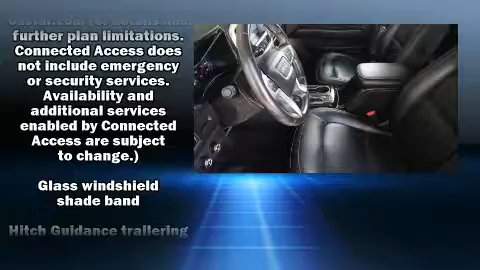 further plan limitations.
Connected Access does
not include emergency
or security services.
Availability and
additional services
enabled by Connected
Access are subject
to change.)
Glass windshield
shade band
Hitch Guidance trailering